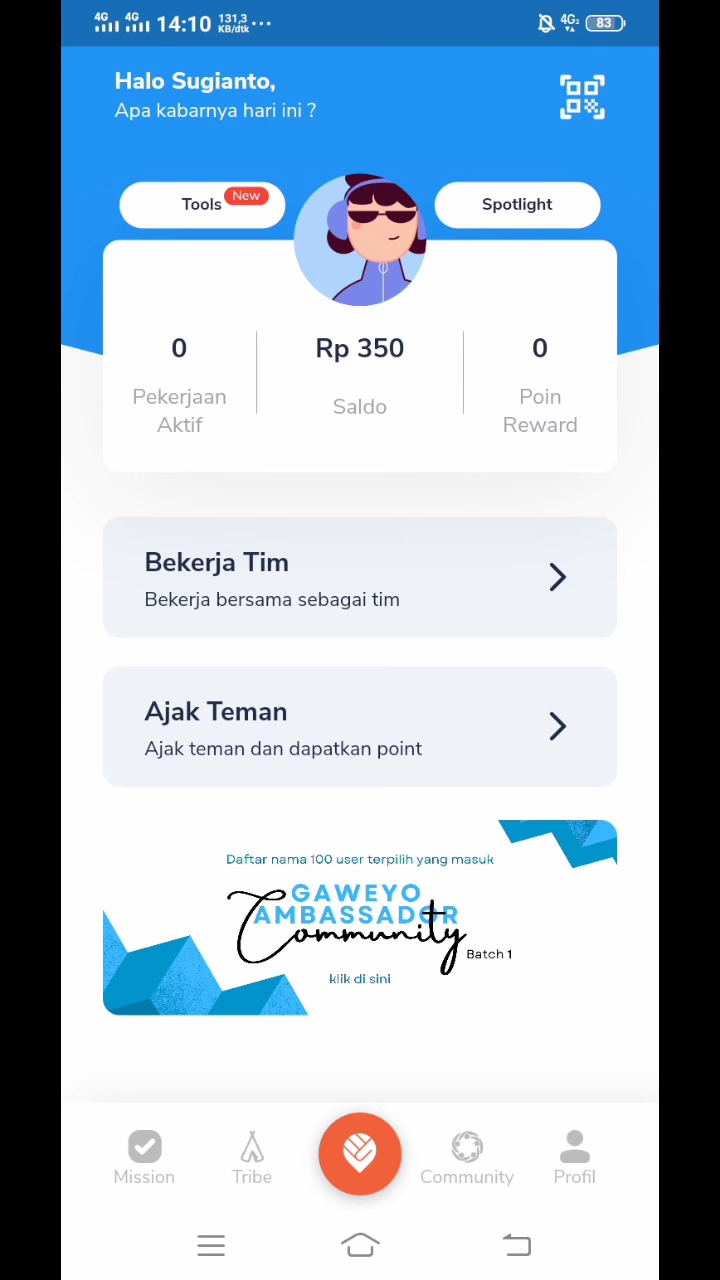 4G 4G 14:10 131,3 KB/dtk ... 4G2 83
Halo Sugianto,
Apa kabarnya hari ini ?
Tools New
Spotlight
0
Pekerjaan
Aktif
Rp 350
Saldo
0
Poin
Reward
Bekerja Tim
Bekerja bersama sebagai tim
Ajak Teman
Ajak teman dan dapatkan point
Daftar nama 100 user terpilih yang masuk
GAWEYO
AMBASSADOR
Community
Batch 1
klik di sini
Mission Tribe Community Profil